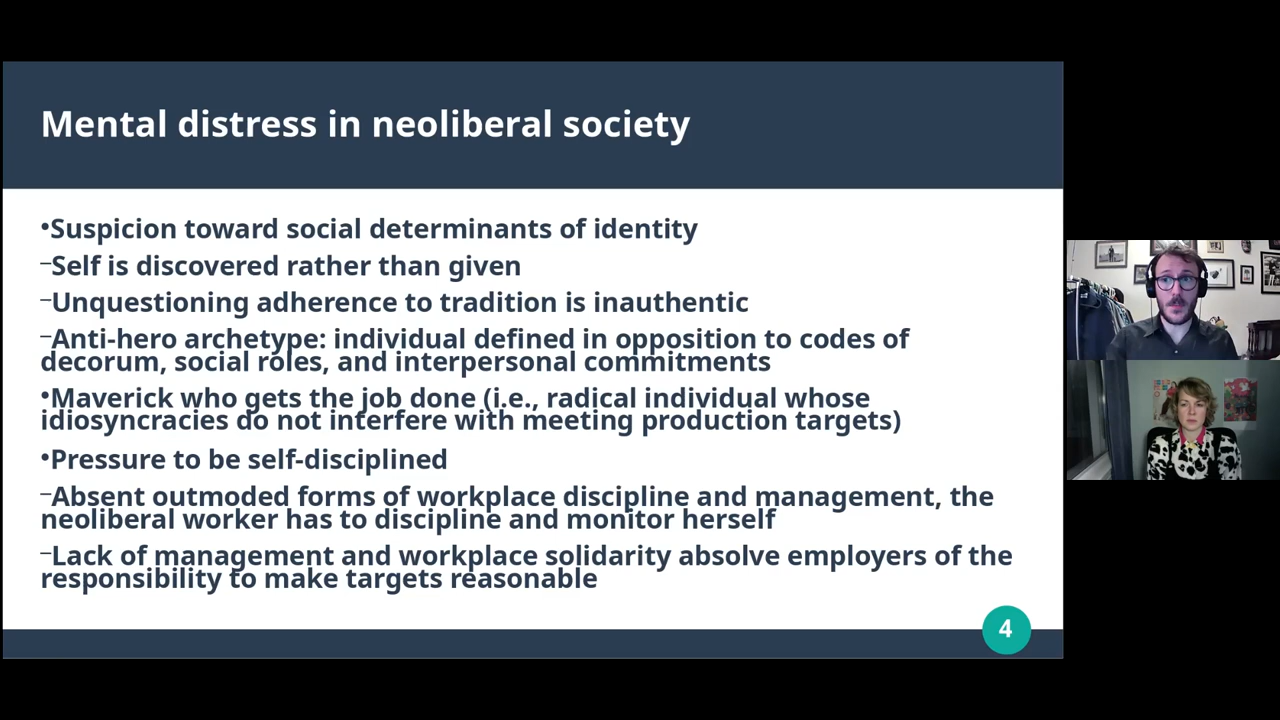 Mental distress in neoliberal society
•Suspicion toward social determinants of identity
–Self is discovered rather than given
–Unquestioning adherence to tradition is inauthentic
–Anti-hero archetype: individual defined in opposition to codes of
decorum, social roles, and interpersonal commitments
•Maverick who gets the job done (i.e., radical individual whose
idiosyncracies do not interfere with meeting production targets)
•Pressure to be self-disciplined
–Absent outmoded forms of workplace discipline and management, the
neoliberal worker has to discipline and monitor herself
–Lack of management and workplace solidarity absolve employers of the
responsibility to make targets reasonable
4